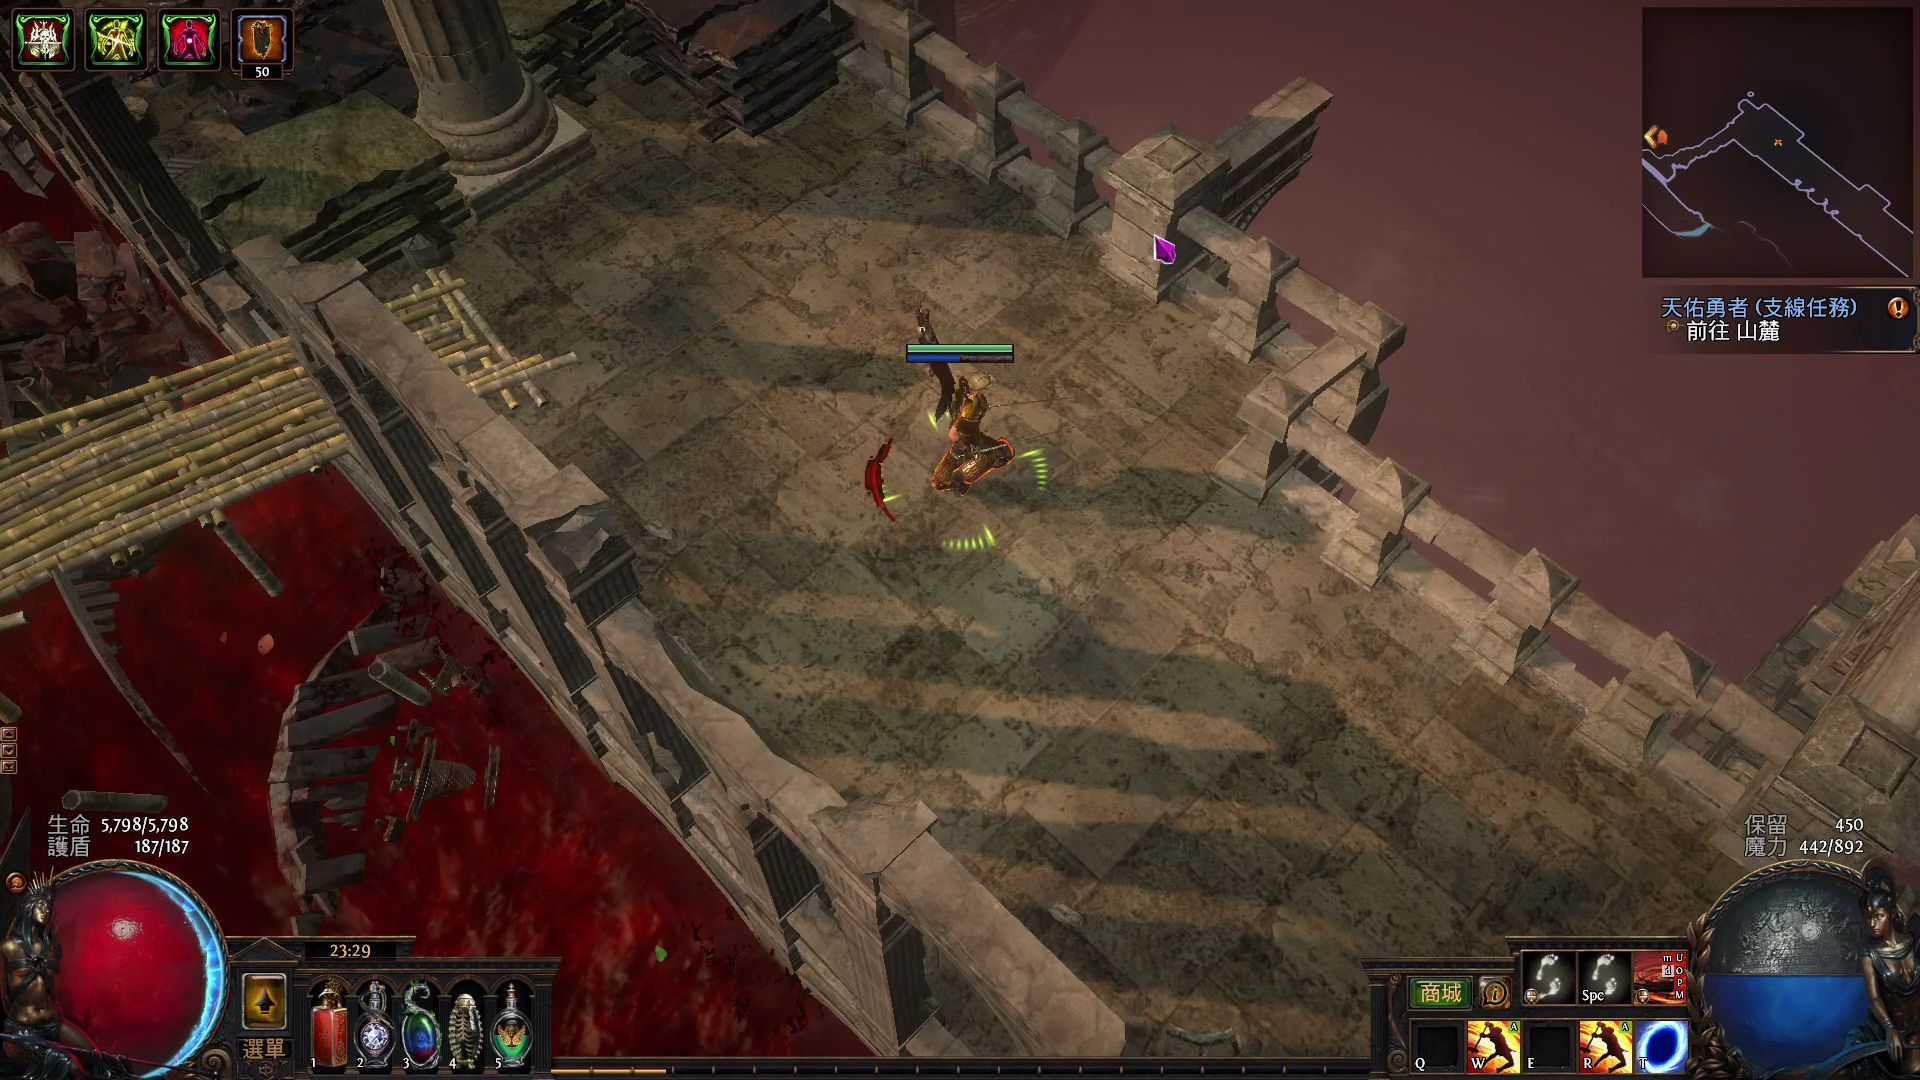 50
天佑勇者 (支線任務)
前往 山麓
生命 5,798/5,798
護盾 187/187
保留 450
魔力 442/892
23:29
選單
1 2 3 4 5
商城
Spc
m U
d O
P
M
Q W A E R A T